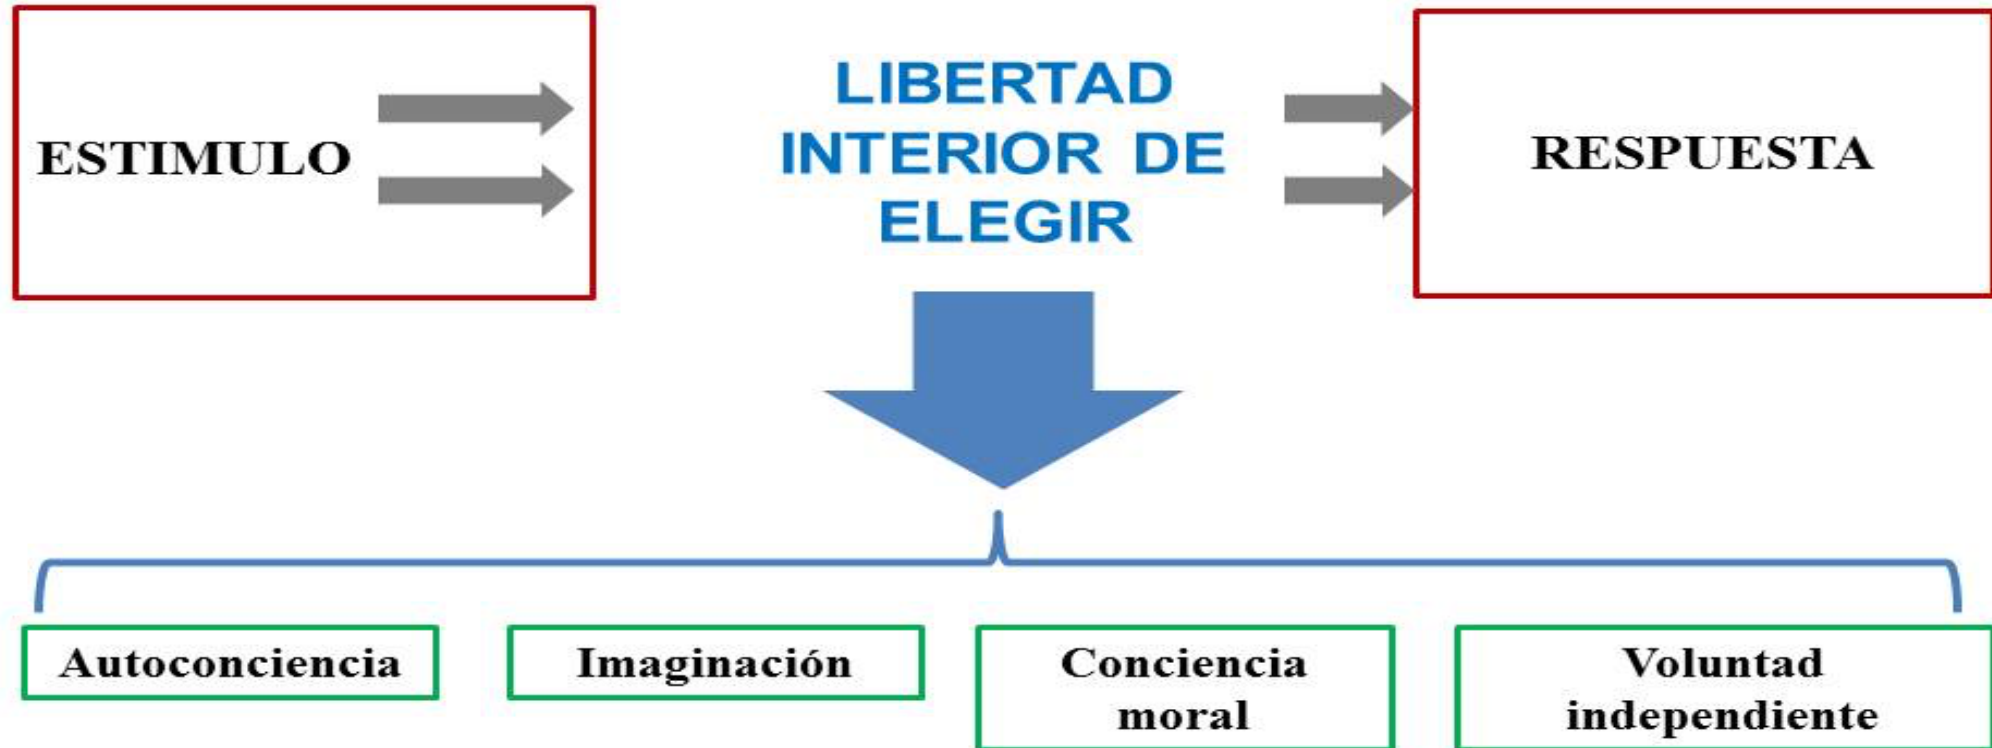 ESTIMULO
LIBERTAD
INTERIOR DE
ELEGIR
RESPUESTA
Autoconciencia
Imaginación
Conciencia
moral
Voluntad
independiente